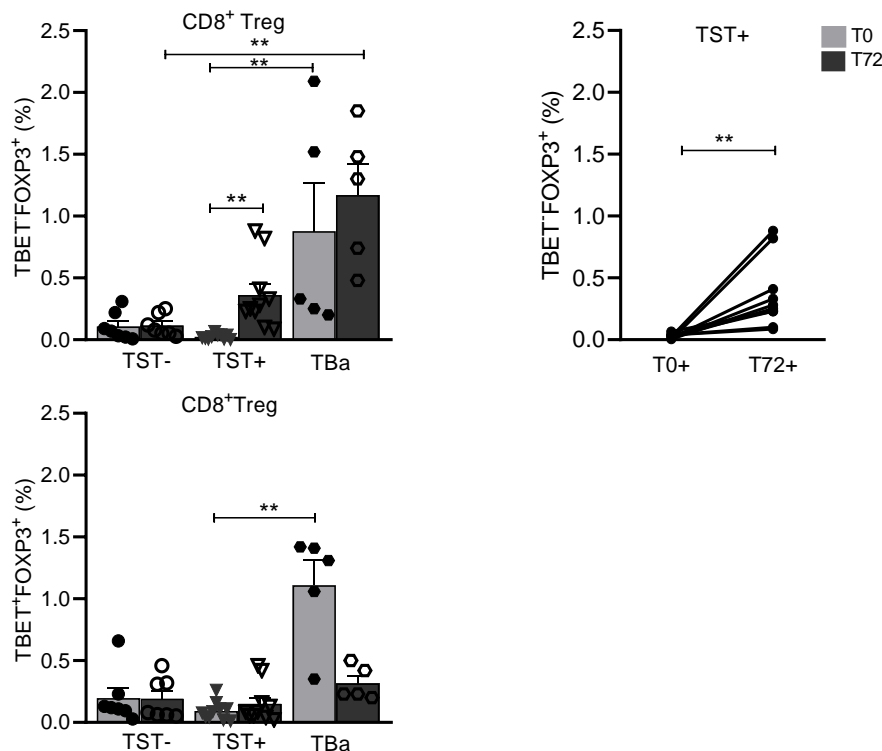 CD8⁺ Treg
TBET⁻FOXP3⁺ (%)
2.5
2.0
1.5
1.0
0.5
0.0
**
**
**
TST- TST+ TBa
TST+
T0
T72
TBET⁻FOXP3⁺ (%)
2.5
2.0
1.5
1.0
0.5
0.0
**
T0+ T72+
CD8⁺Treg
TBET⁺FOXP3⁺ (%)
2.5
2.0
1.5
1.0
0.5
0.0
**
TST- TST+ TBa